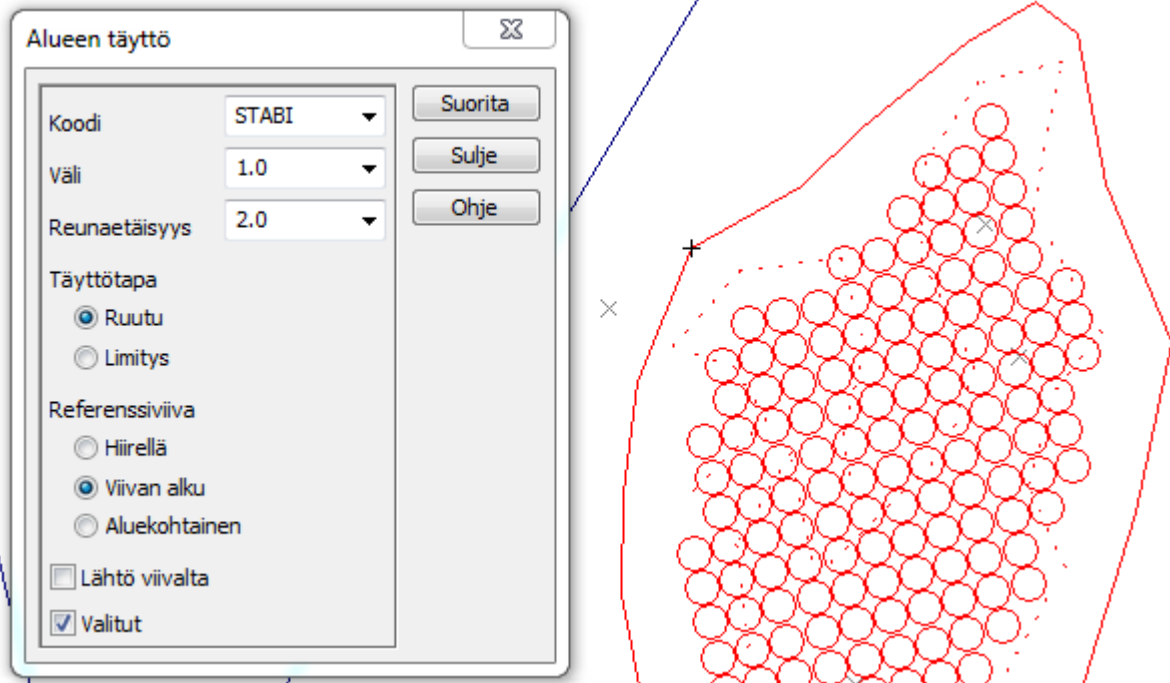 Alueen täyttö
Koodi STABI Suorita
Väli 1.0 Sulje
Reunaetäisyys 2.0 Ohje
Täyttötapa
Ruutu
Limitys
Referenssiviiva
Hiirellä
Viivan alku
Aluekohtainen
Lähtö viivalta
Valitut